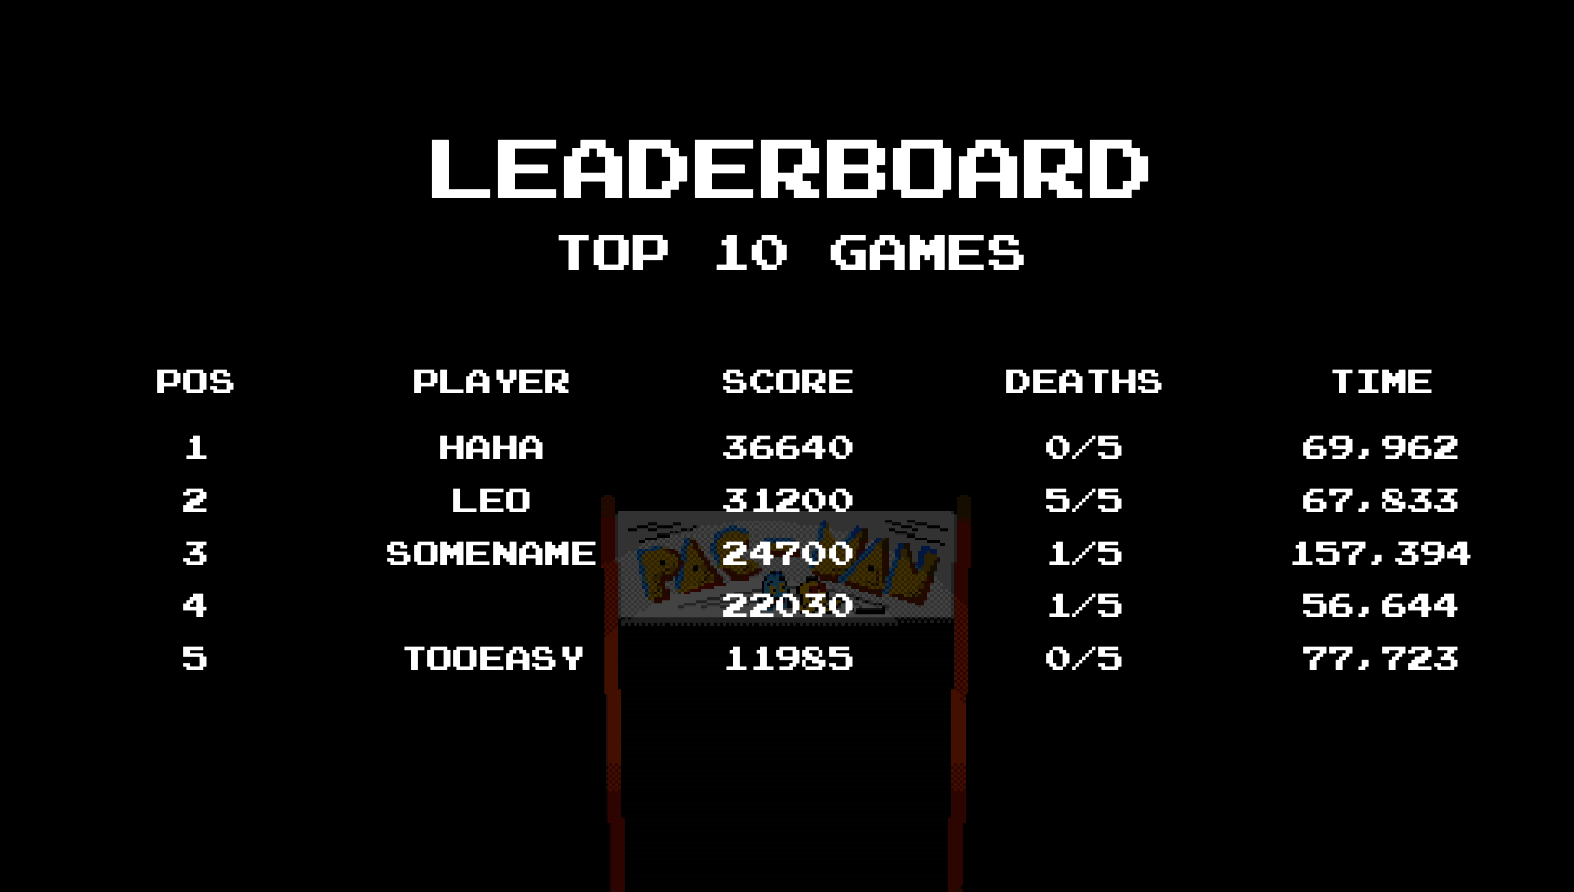 LEADERBOARD
TOP 10 GAMES
POS PLAYER SCORE DEATHS TIME
1 HAHA 36640 0/5 69,962
2 LEO 31200 5/5 67,833
3 SOMENAME 24700 1/5 157,394
PAC-MAN
4 22030 1/5 56,644
5 TOOEASY 11985 0/5 77,723